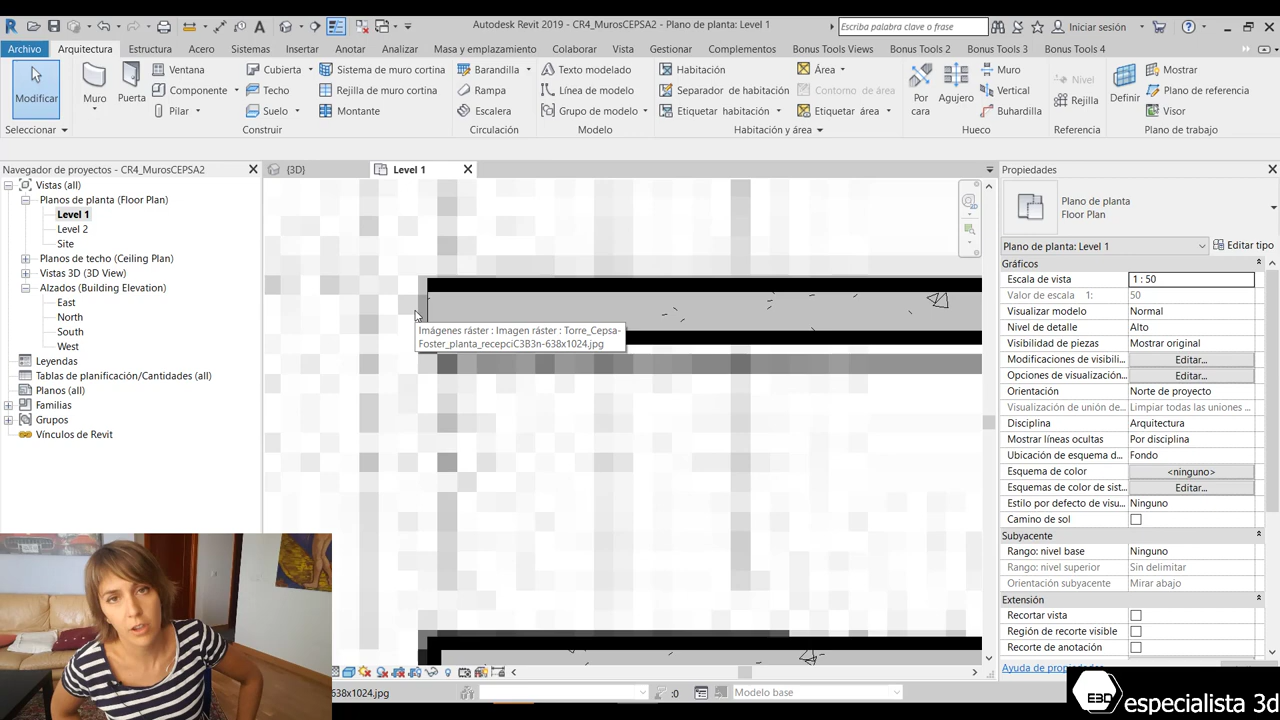 Autodesk Revit 2019 - CR4_MurosCEPSA2 - Plano de planta: Level 1
Escriba palabra clave o frase
Iniciar sesión
Archivo Arquitectura Estructura Acero Sistemas Insertar Anotar Analizar Masa y emplazamiento Colaborar Vista Gestionar Complementos Bonus Tools Views Bonus Tools 2 Bonus Tools 3 Bonus Tools 4
Modificar
Muro
Puerta
Ventana
Componente
Pilar
Cubierta
Techo
Suelo
Sistema de muro cortina
Rejilla de muro cortina
Montante
Barandilla
Rampa
Escalera
Texto modelado
Línea de modelo
Grupo de modelo
Habitación
Separador de habitación
Etiquetar habitación
Área
Contorno de área
Etiquetar área
Por cara
Agujero
Muro
Vertical
Buhardilla
Nivel
Rejilla
Definir
Mostrar
Plano de referencia
Visor
Seleccionar Construir Circulación Modelo Habitación y área Hueco Referencia Plano de trabajo
Navegador de proyectos - CR4_MurosCEPSA2
Vistas (all)
Planos de planta (Floor Plan)
Level 1
Level 2
Site
Planos de techo (Ceiling Plan)
Vistas 3D (3D View)
Alzados (Building Elevation)
East
North
South
West
Leyendas
Tablas de planificación/Cantidades (all)
Planos (all)
Familias
Grupos
Vínculos de Revit
{3D}
Level 1
Imágenes ráster : Imagen ráster : Torre_Cepsa-
Foster_planta_recepciC3B3n-638x1024.jpg
Propiedades
Plano de planta
Floor Plan
Plano de planta: Level 1 Editar tipo
Gráficos
Escala de vista 1 : 50
Valor de escala 1: 50
Visualizar modelo Normal
Nivel de detalle Alto
Visibilidad de piezas Mostrar original
Modificaciones de visibili... Editar...
Opciones de visualización... Editar...
Orientación Norte de proyecto
Visualización de unión de... Limpiar todas las uniones ...
Disciplina Arquitectura
Mostrar líneas ocultas Por disciplina
Ubicación de esquema d... Fondo
Esquema de color <ninguno>
Esquemas de color de sist... Editar...
Estilo por defecto de visu... Ninguno
Camino de sol
Subyacente
Rango: nivel base Ninguno
Rango: nivel superior Sin delimitar
Orientación subyacente Mirar abajo
Extensión
Recortar vista
Región de recorte visible
Recorte de anotación
638x1024.jpg
:0
Modelo base
E3D
especialista 3d